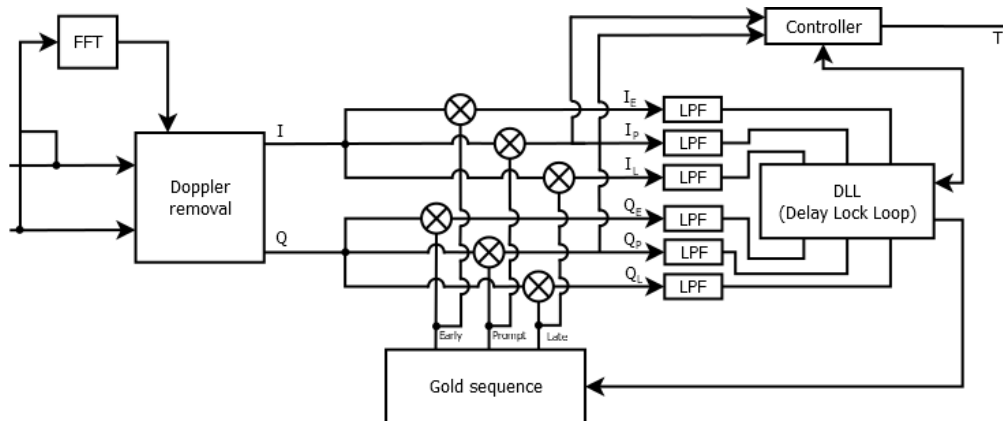 FFT
Controller
T
I_E
LPF
I
I_P
LPF
I_L
LPF
Doppler
removal
DLL
(Delay Lock Loop)
Q_E
LPF
Q
Q_P
LPF
Q_L
LPF
Early
Prompt
Late
Gold sequence